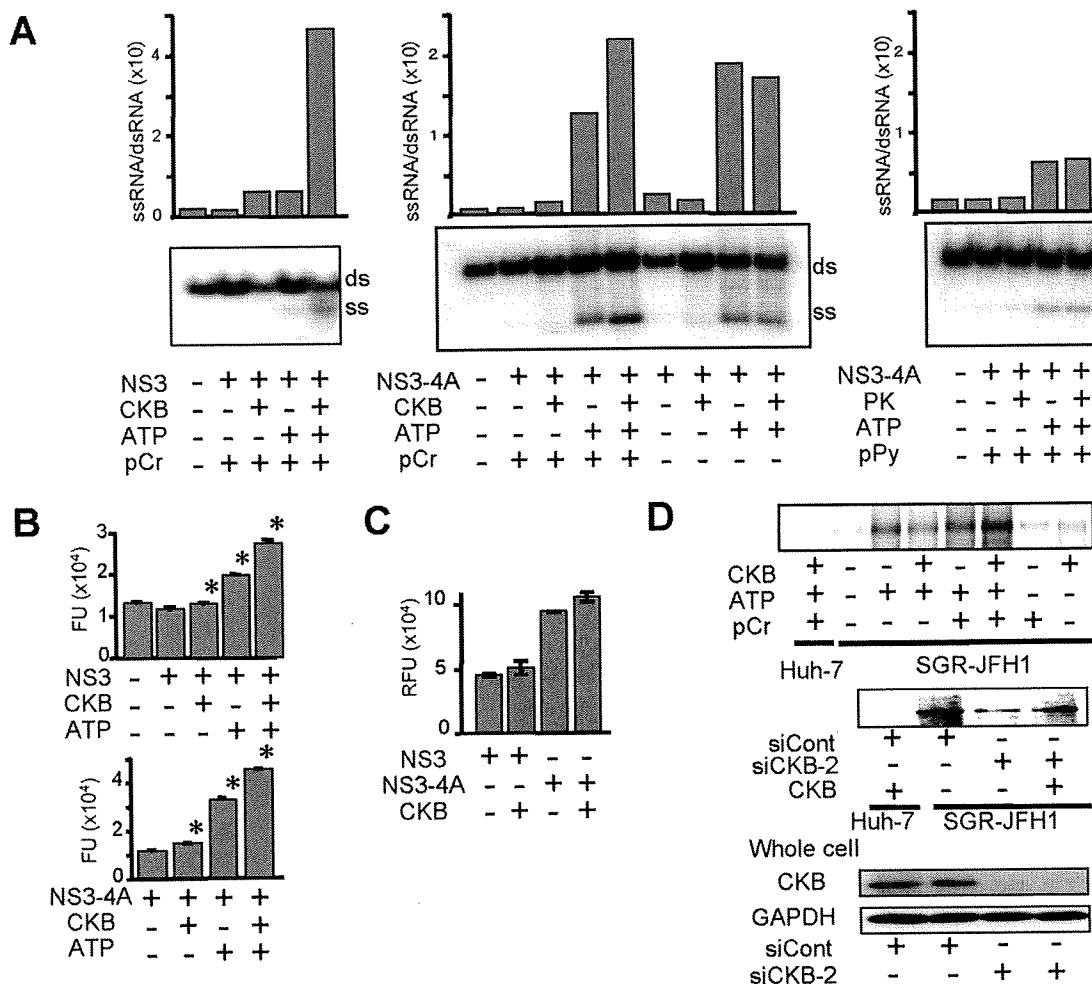 A
ssRNA/dsRNA (x10)
4
2
0
ds
ss
NS3 - + + + +
CKB - - + - +
ATP - - - + +
pCr - + + + +
ssRNA/dsRNA (x10)
2
1
ds
ss
NS3-4A - + + + + + + + +
CKB - - + - + - + - +
ATP - - - + + - - + +
pCr - + + + + - - - -
ssRNA/dsRNA (x10)
2
1
0
NS3-4A - + + + +
PK - - + - +
ATP - - - + +
pPy - + + + +
B
FU (x10⁴)
3
2
1
0
* * *
NS3 - + + + +
CKB - - + - +
ATP - - - + +
FU (x10⁴)
4
2
0
* * *
NS3-4A + + + +
CKB - + - +
ATP - - + +
C
RFU (x10⁴)
10
5
0
NS3 + + - -
NS3-4A - - + +
CKB - + - +
D
CKB + - - + - + - +
ATP + - + + + + - -
pCr + - - - + + + -
Huh-7 SGR-JFH1
siCont + + - -
siCKB-2 - - + +
CKB + - - +
Huh-7 SGR-JFH1
Whole cell
CKB
GAPDH
siCont + + - -
siCKB-2 - - + +